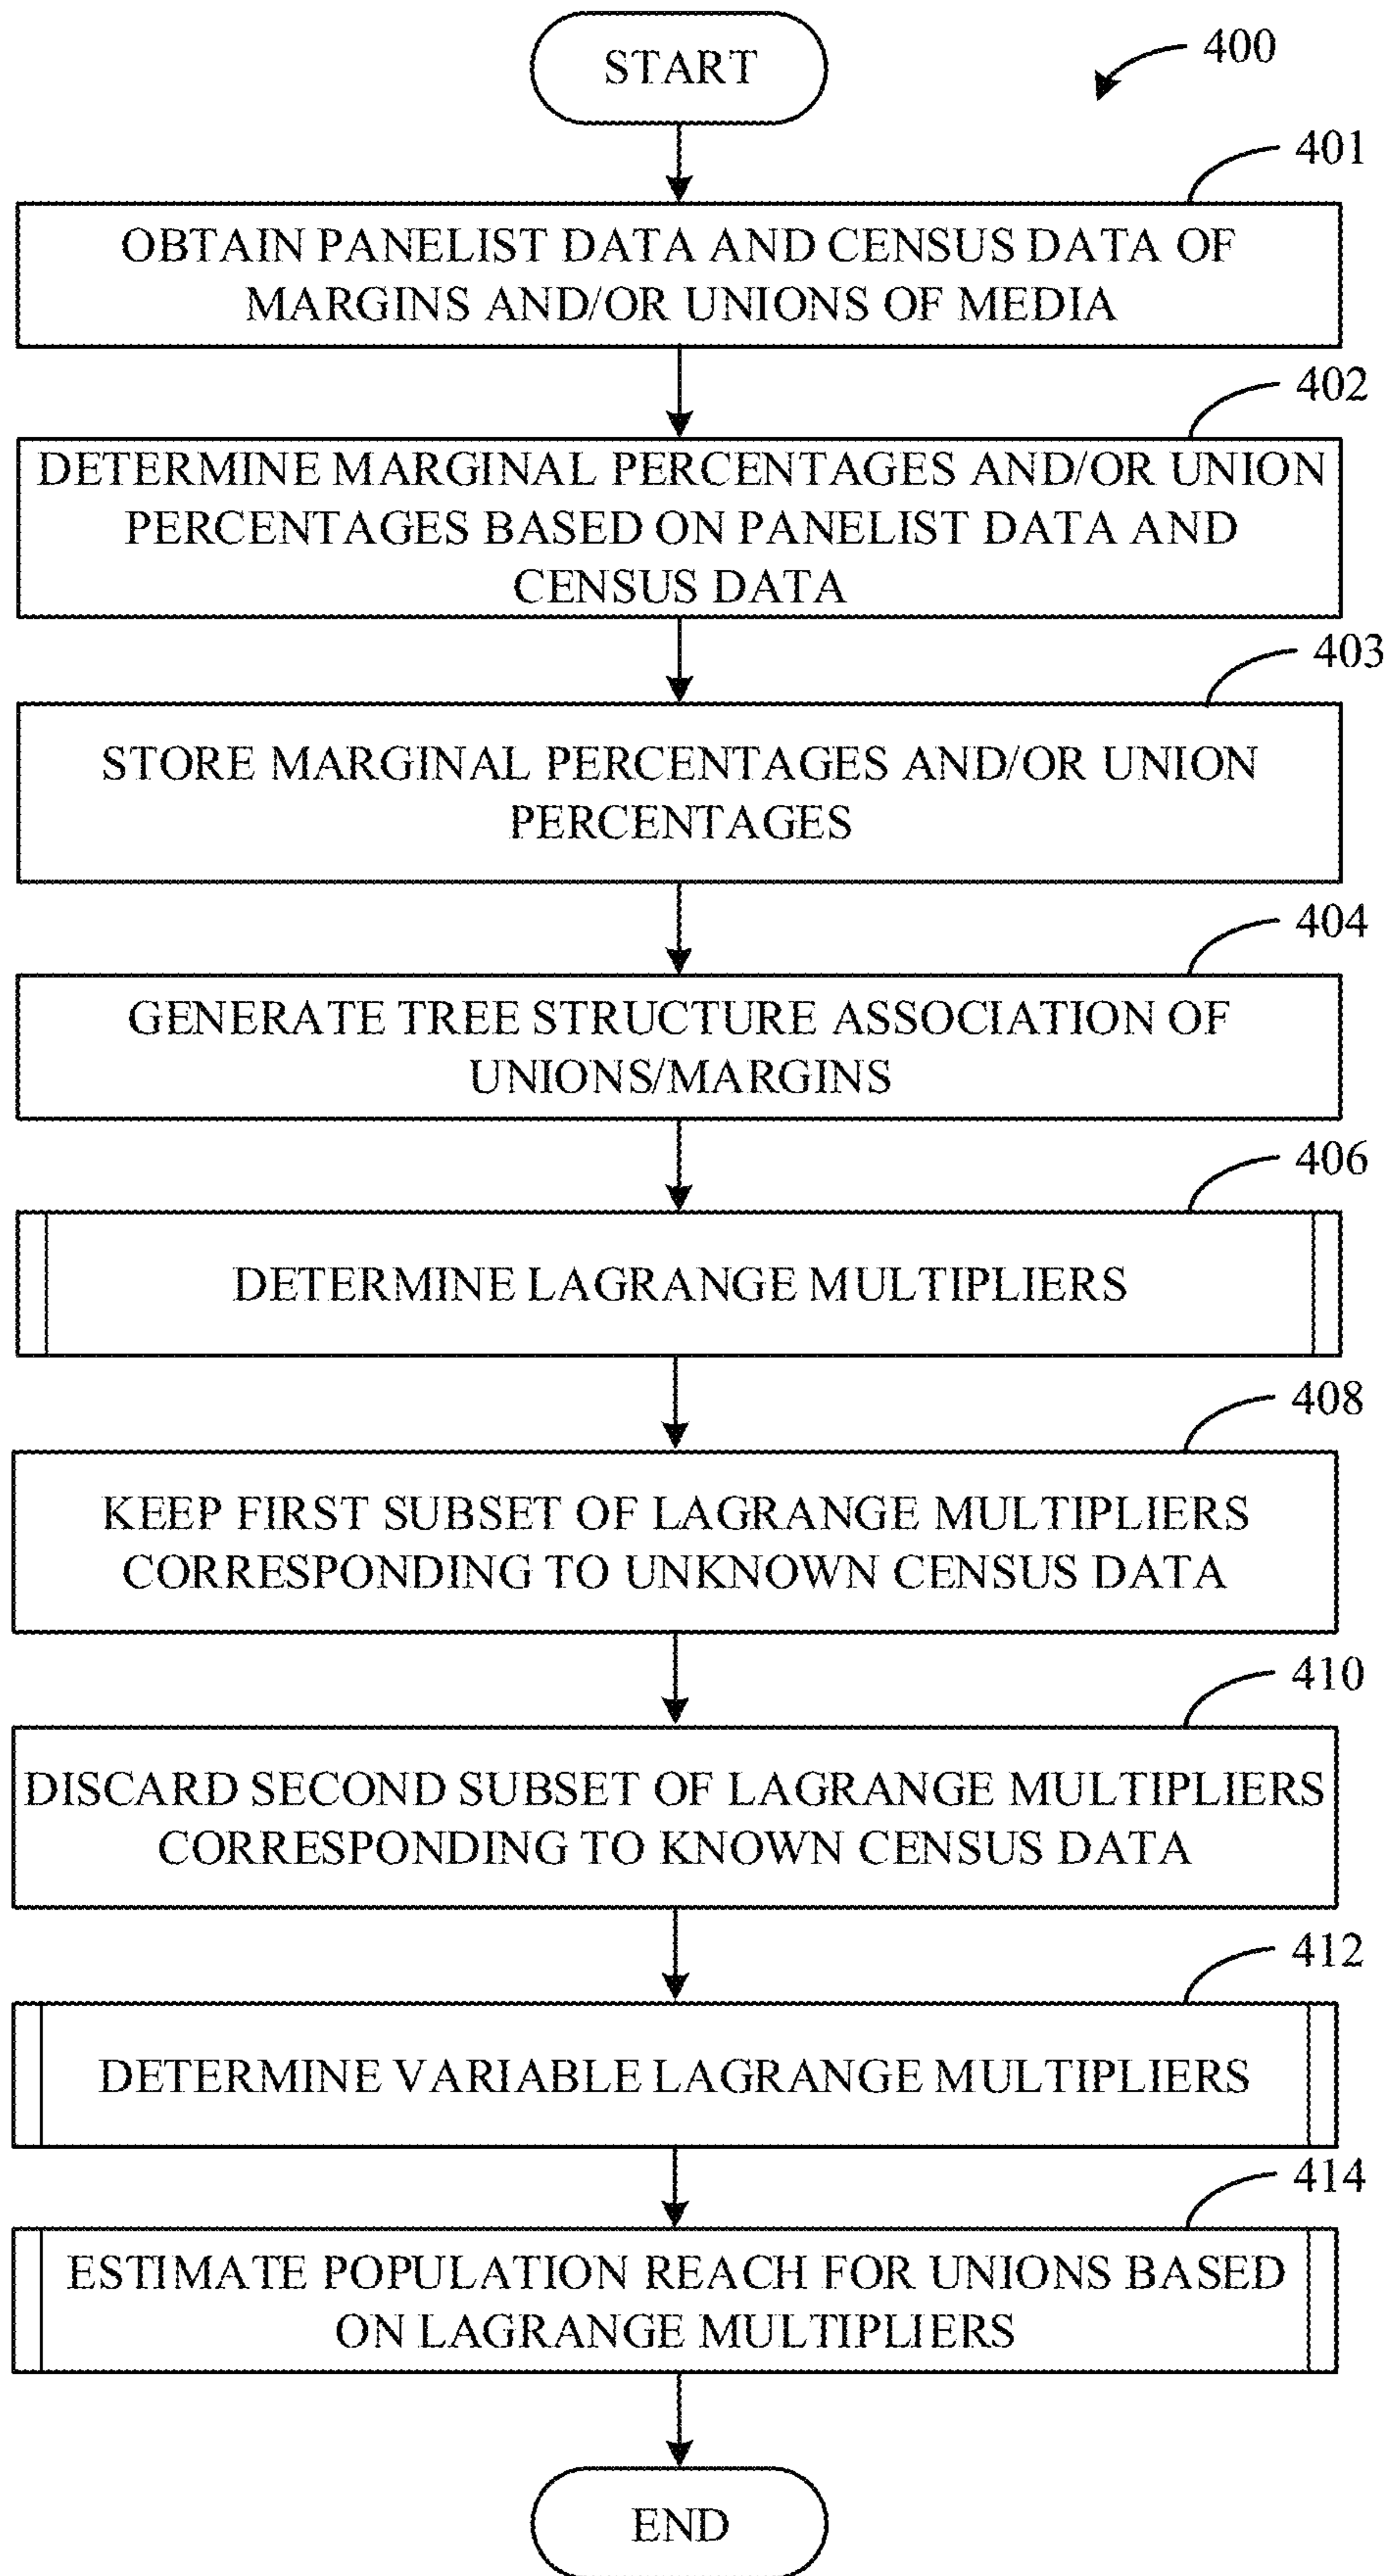 START
400
401
OBTAIN PANELIST DATA AND CENSUS DATA OF
MARGINS AND/OR UNIONS OF MEDIA
402
DETERMINE MARGINAL PERCENTAGES AND/OR UNION
PERCENTAGES BASED ON PANELIST DATA AND
CENSUS DATA
403
STORE MARGINAL PERCENTAGES AND/OR UNION
PERCENTAGES
404
GENERATE TREE STRUCTURE ASSOCIATION OF
UNIONS/MARGINS
406
DETERMINE LAGRANGE MULTIPLIERS
408
KEEP FIRST SUBSET OF LAGRANGE MULTIPLIERS
CORRESPONDING TO UNKNOWN CENSUS DATA
410
DISCARD SECOND SUBSET OF LAGRANGE MULTIPLIERS
CORRESPONDING TO KNOWN CENSUS DATA
412
DETERMINE VARIABLE LAGRANGE MULTIPLIERS
414
ESTIMATE POPULATION REACH FOR UNIONS BASED
ON LAGRANGE MULTIPLIERS
END